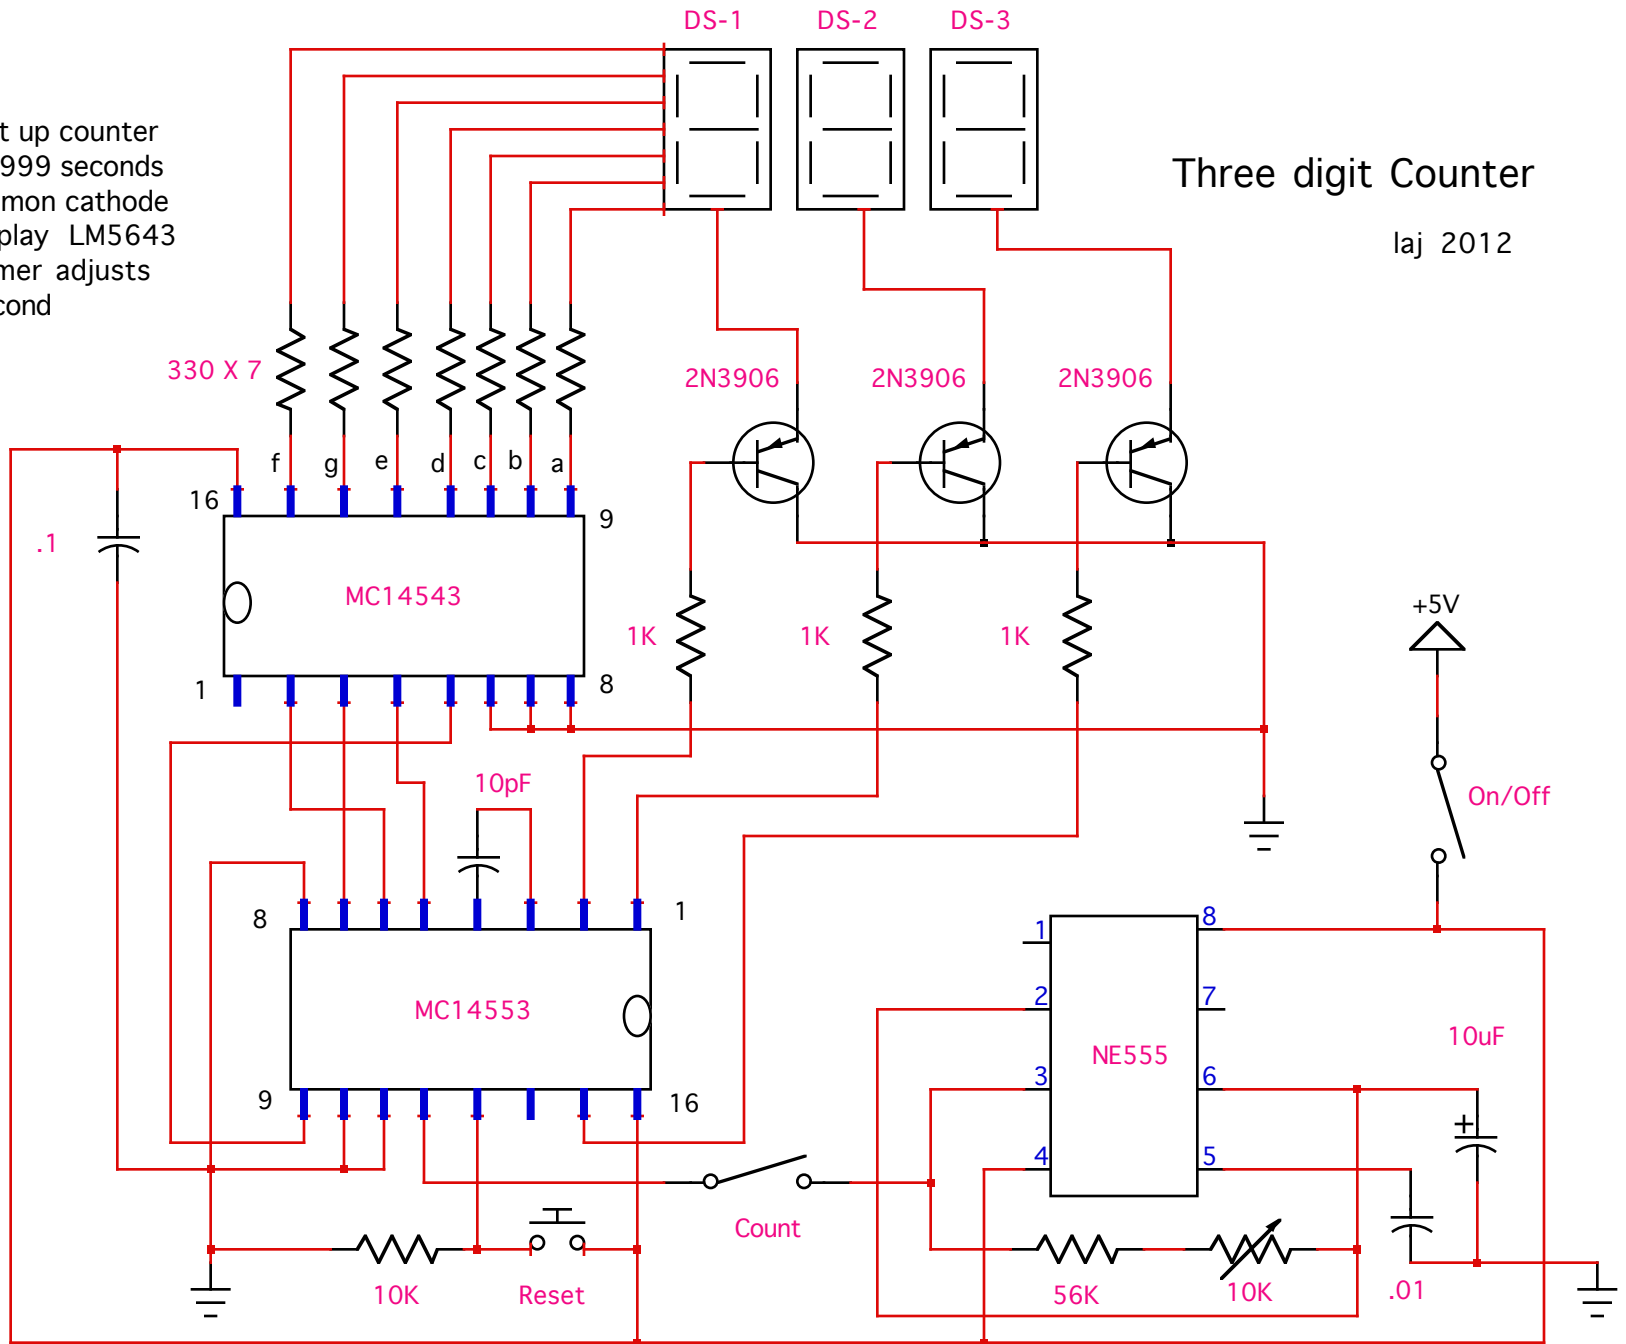 DS-1 DS-2 DS-3
t up counter
999 seconds
mon cathode
play LM5643
mer adjusts
cond
Three digit Counter
laj 2012
330 X 7
2N3906 2N3906 2N3906
f g e d c b a
16 9
.1
MC14543
1K 1K 1K
+5V
1 8
10pF
On/Off
8 1
1 8
MC14553
2 7
NE555
10uF
3 6
9 16
+
4 5
Count
10K Reset 56K 10K .01